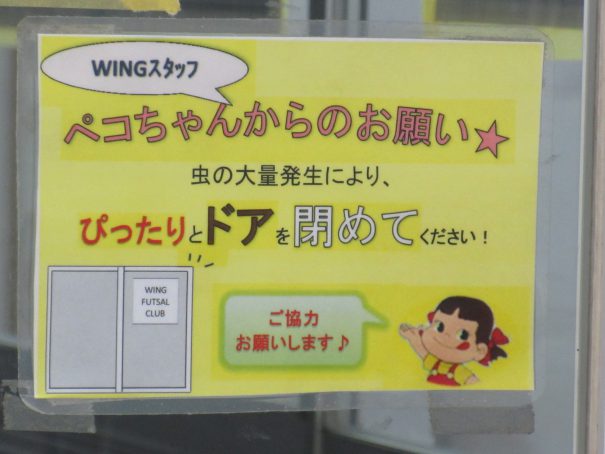 WINGスタッフ
ペコちゃんからのお願い★
虫の大量発生により、
ぴったりとドアを閉めてください！
WING
FUTSAL
CLUB
ご協力
お願いします♪